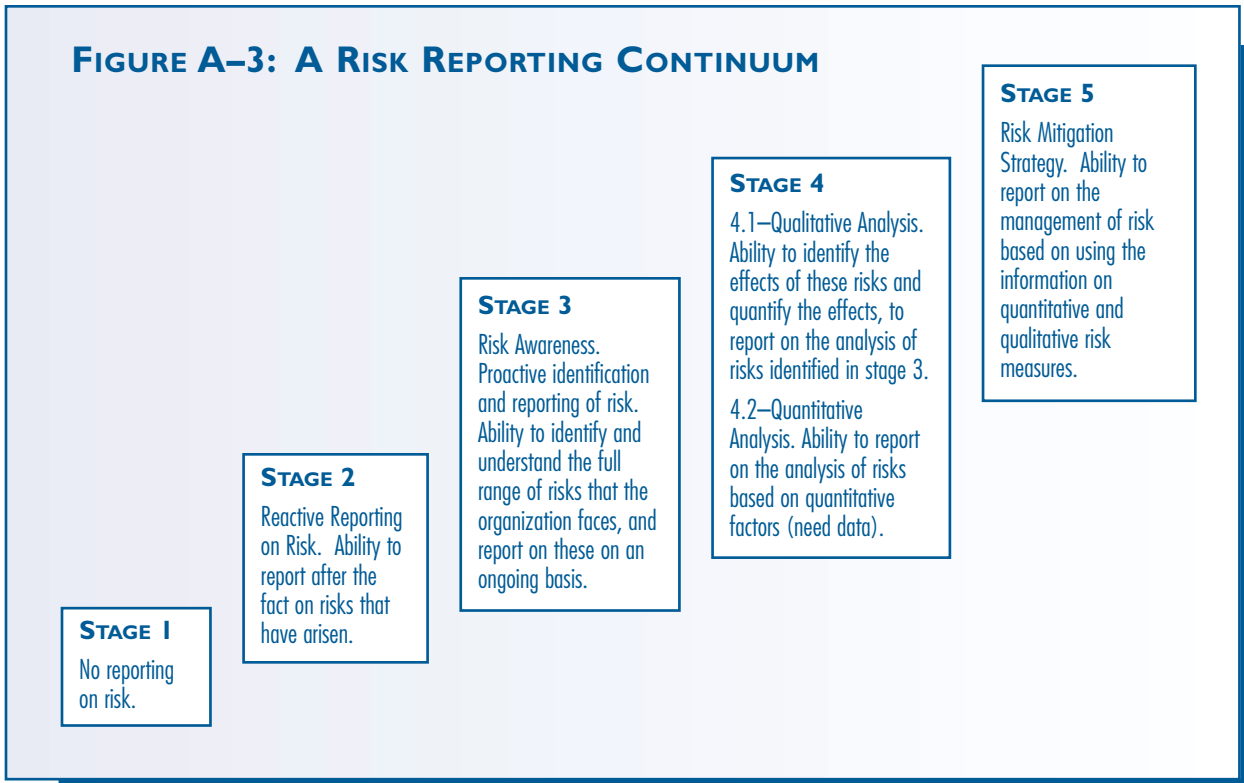 FIGURE A–3: A RISK REPORTING CONTINUUM
STAGE 1
No reporting
on risk.
STAGE 2
Reactive Reporting
on Risk. Ability to
report after the
fact on risks that
have arisen.
STAGE 3
Risk Awareness.
Proactive identification
and reporting of risk.
Ability to identify and
understand the full
range of risks that the
organization faces, and
report on these on an
ongoing basis.
STAGE 4
4.1–Qualitative Analysis.
Ability to identify the
effects of these risks and
quantify the effects, to
report on the analysis of
risks identified in stage 3.
4.2–Quantitative
Analysis. Ability to report
on the analysis of risks
based on quantitative
factors (need data).
STAGE 5
Risk Mitigation
Strategy. Ability to
report on the
management of risk
based on using the
information on
quantitative and
qualitative risk
measures.